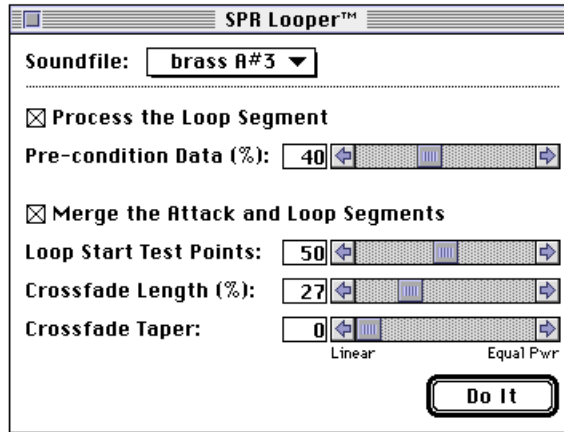 SPR Looper™
Soundfile: brass A#3
Process the Loop Segment
Pre-condition Data (%): 40
Merge the Attack and Loop Segments
Loop Start Test Points: 50
Crossfade Length (%): 27
Crossfade Taper: 0
Linear Equal Pwr
Do It